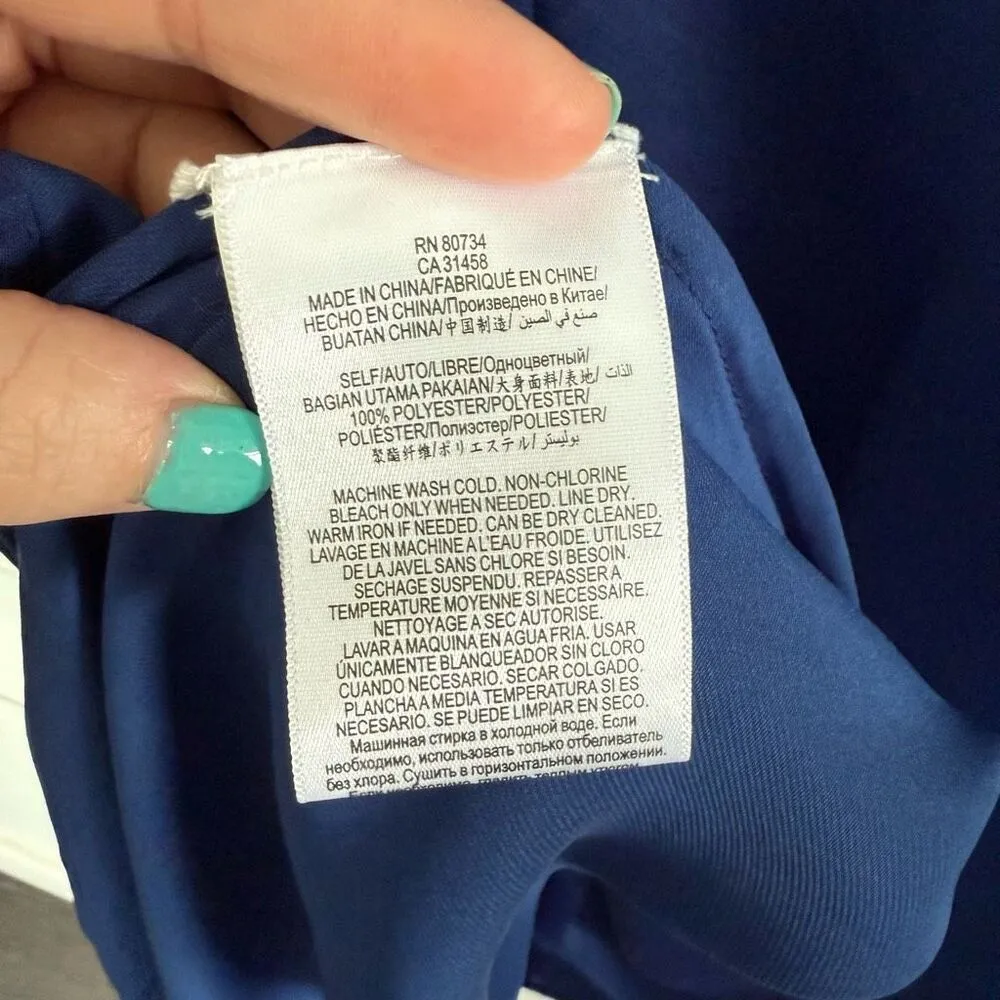 RN 80734
CA 31458
MADE IN CHINA/FABRIQUÉ EN CHINE/
HECHO EN CHINA/Произведено в Китае/
BUATAN CHINA/中国制造/ صنع في الصين
SELF/AUTO/LIBRE/Одноцветный/
BAGIAN UTAMA PAKAIAN/大身面料/表地/ الذات
100% POLYESTER/POLYESTER/
POLIÉSTER/Полиэстер/POLIESTER/
聚酯纤维/ポリエステル/ بوليستر
MACHINE WASH COLD. NON-CHLORINE
BLEACH ONLY WHEN NEEDED. LINE DRY.
WARM IRON IF NEEDED. CAN BE DRY CLEANED.
LAVAGE EN MACHINE A L'EAU FROIDE. UTILISEZ
DE LA JAVEL SANS CHLORE SI BESOIN.
SECHAGE SUSPENDU. REPASSER A
TEMPERATURE MOYENNE SI NECESSAIRE.
NETTOYAGE A SEC AUTORISE.
LAVAR A MAQUINA EN AGUA FRIA. USAR
ÚNICAMENTE BLANQUEADOR SIN CLORO
CUANDO NECESARIO. SECAR COLGADO.
PLANCHA A MEDIA TEMPERATURA SI ES
NECESARIO. SE PUEDE LIMPIAR EN SECO.
Машинная стирка в холодной воде. Если
необходимо, использовать только отбеливатель
без хлора. Сушить в горизонтальном положении.
Если необходимо, гладить теплым утюгом.